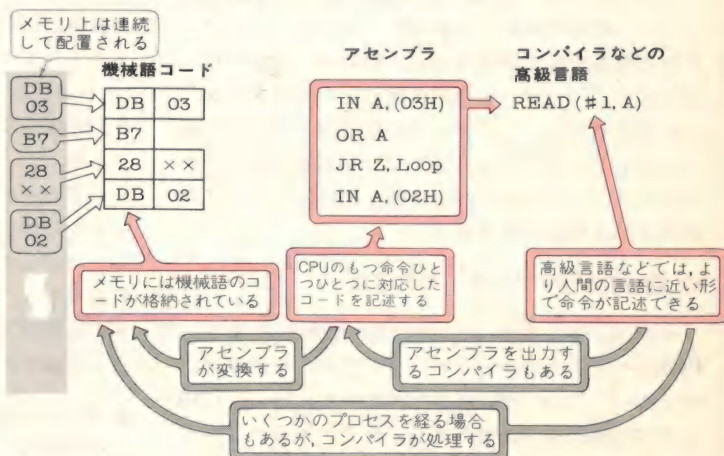 メモリ上は連続
して配置される
DB
03
B7
28
××
DB
02
機械語コード
DB 03
B7
28 ××
DB 02
アセンブラ
IN A, (03H)
OR A
JR Z, Loop
IN A, (02H)
コンパイラなどの
高級言語
READ (#1, A)
メモリには機械語のコ
ードが格納されている
CPUのもつ命令ひと
つひとつに対応した
コードを記述する
高級言語などでは,よ
り人間の言語に近い形
で命令が記述できる
アセンブラ
が変換する
アセンブラを出力す
るコンパイラもある
いくつかのプロセスを経る場合
もあるが,コンパイラが処理する